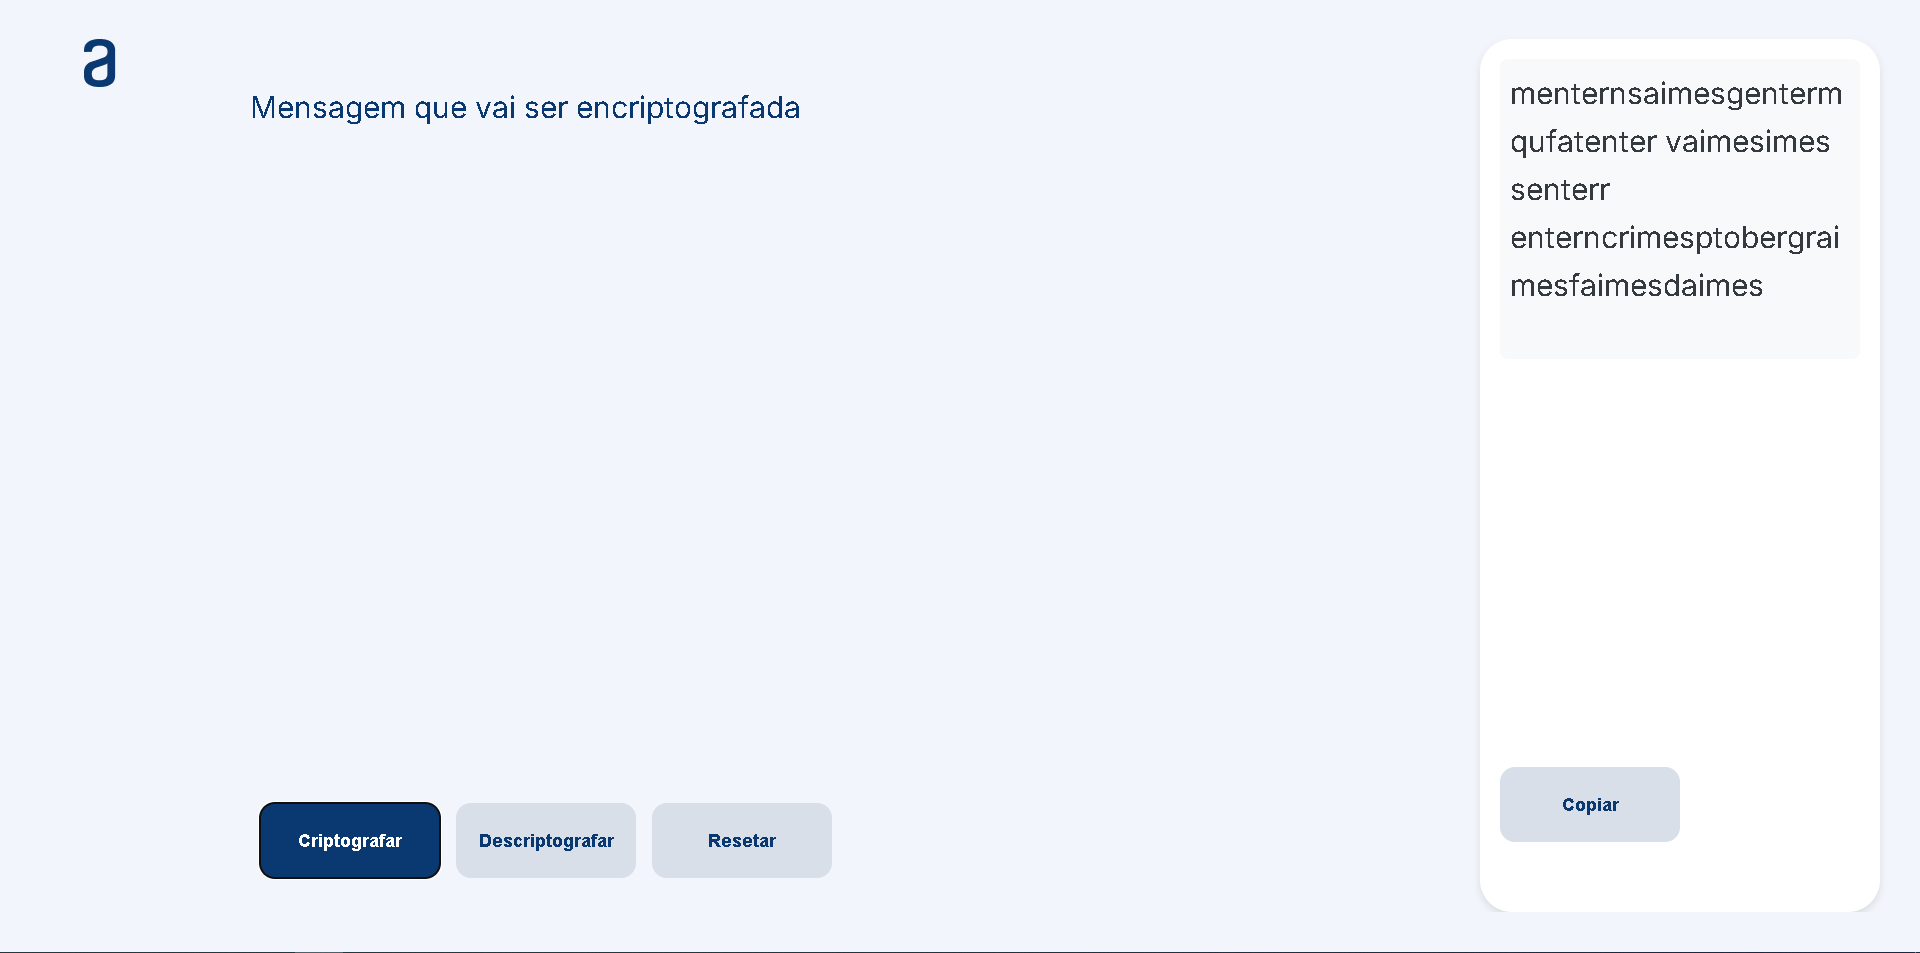 a
Mensagem que vai ser encriptografada
menternsaimesgenterm
qufatenter vaimesimes
senterr
enterncrimesptobergrai
mesfaimesdaimes
Criptografar
Descriptografar
Resetar
Copiar